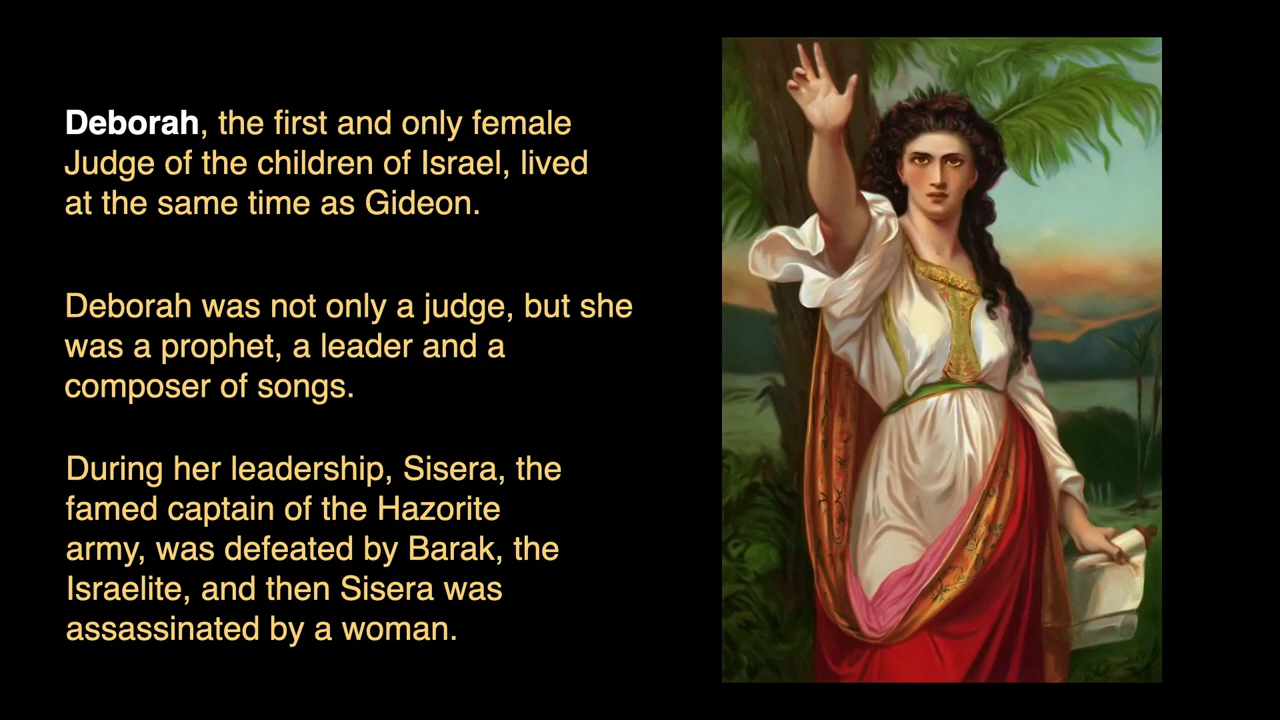 Deborah, the first and only female
Judge of the children of Israel, lived
at the same time as Gideon.
Deborah was not only a judge, but she
was a prophet, a leader and a
composer of songs.
During her leadership, Sisera, the
famed captain of the Hazorite
army, was defeated by Barak, the
Israelite, and then Sisera was
assassinated by a woman.